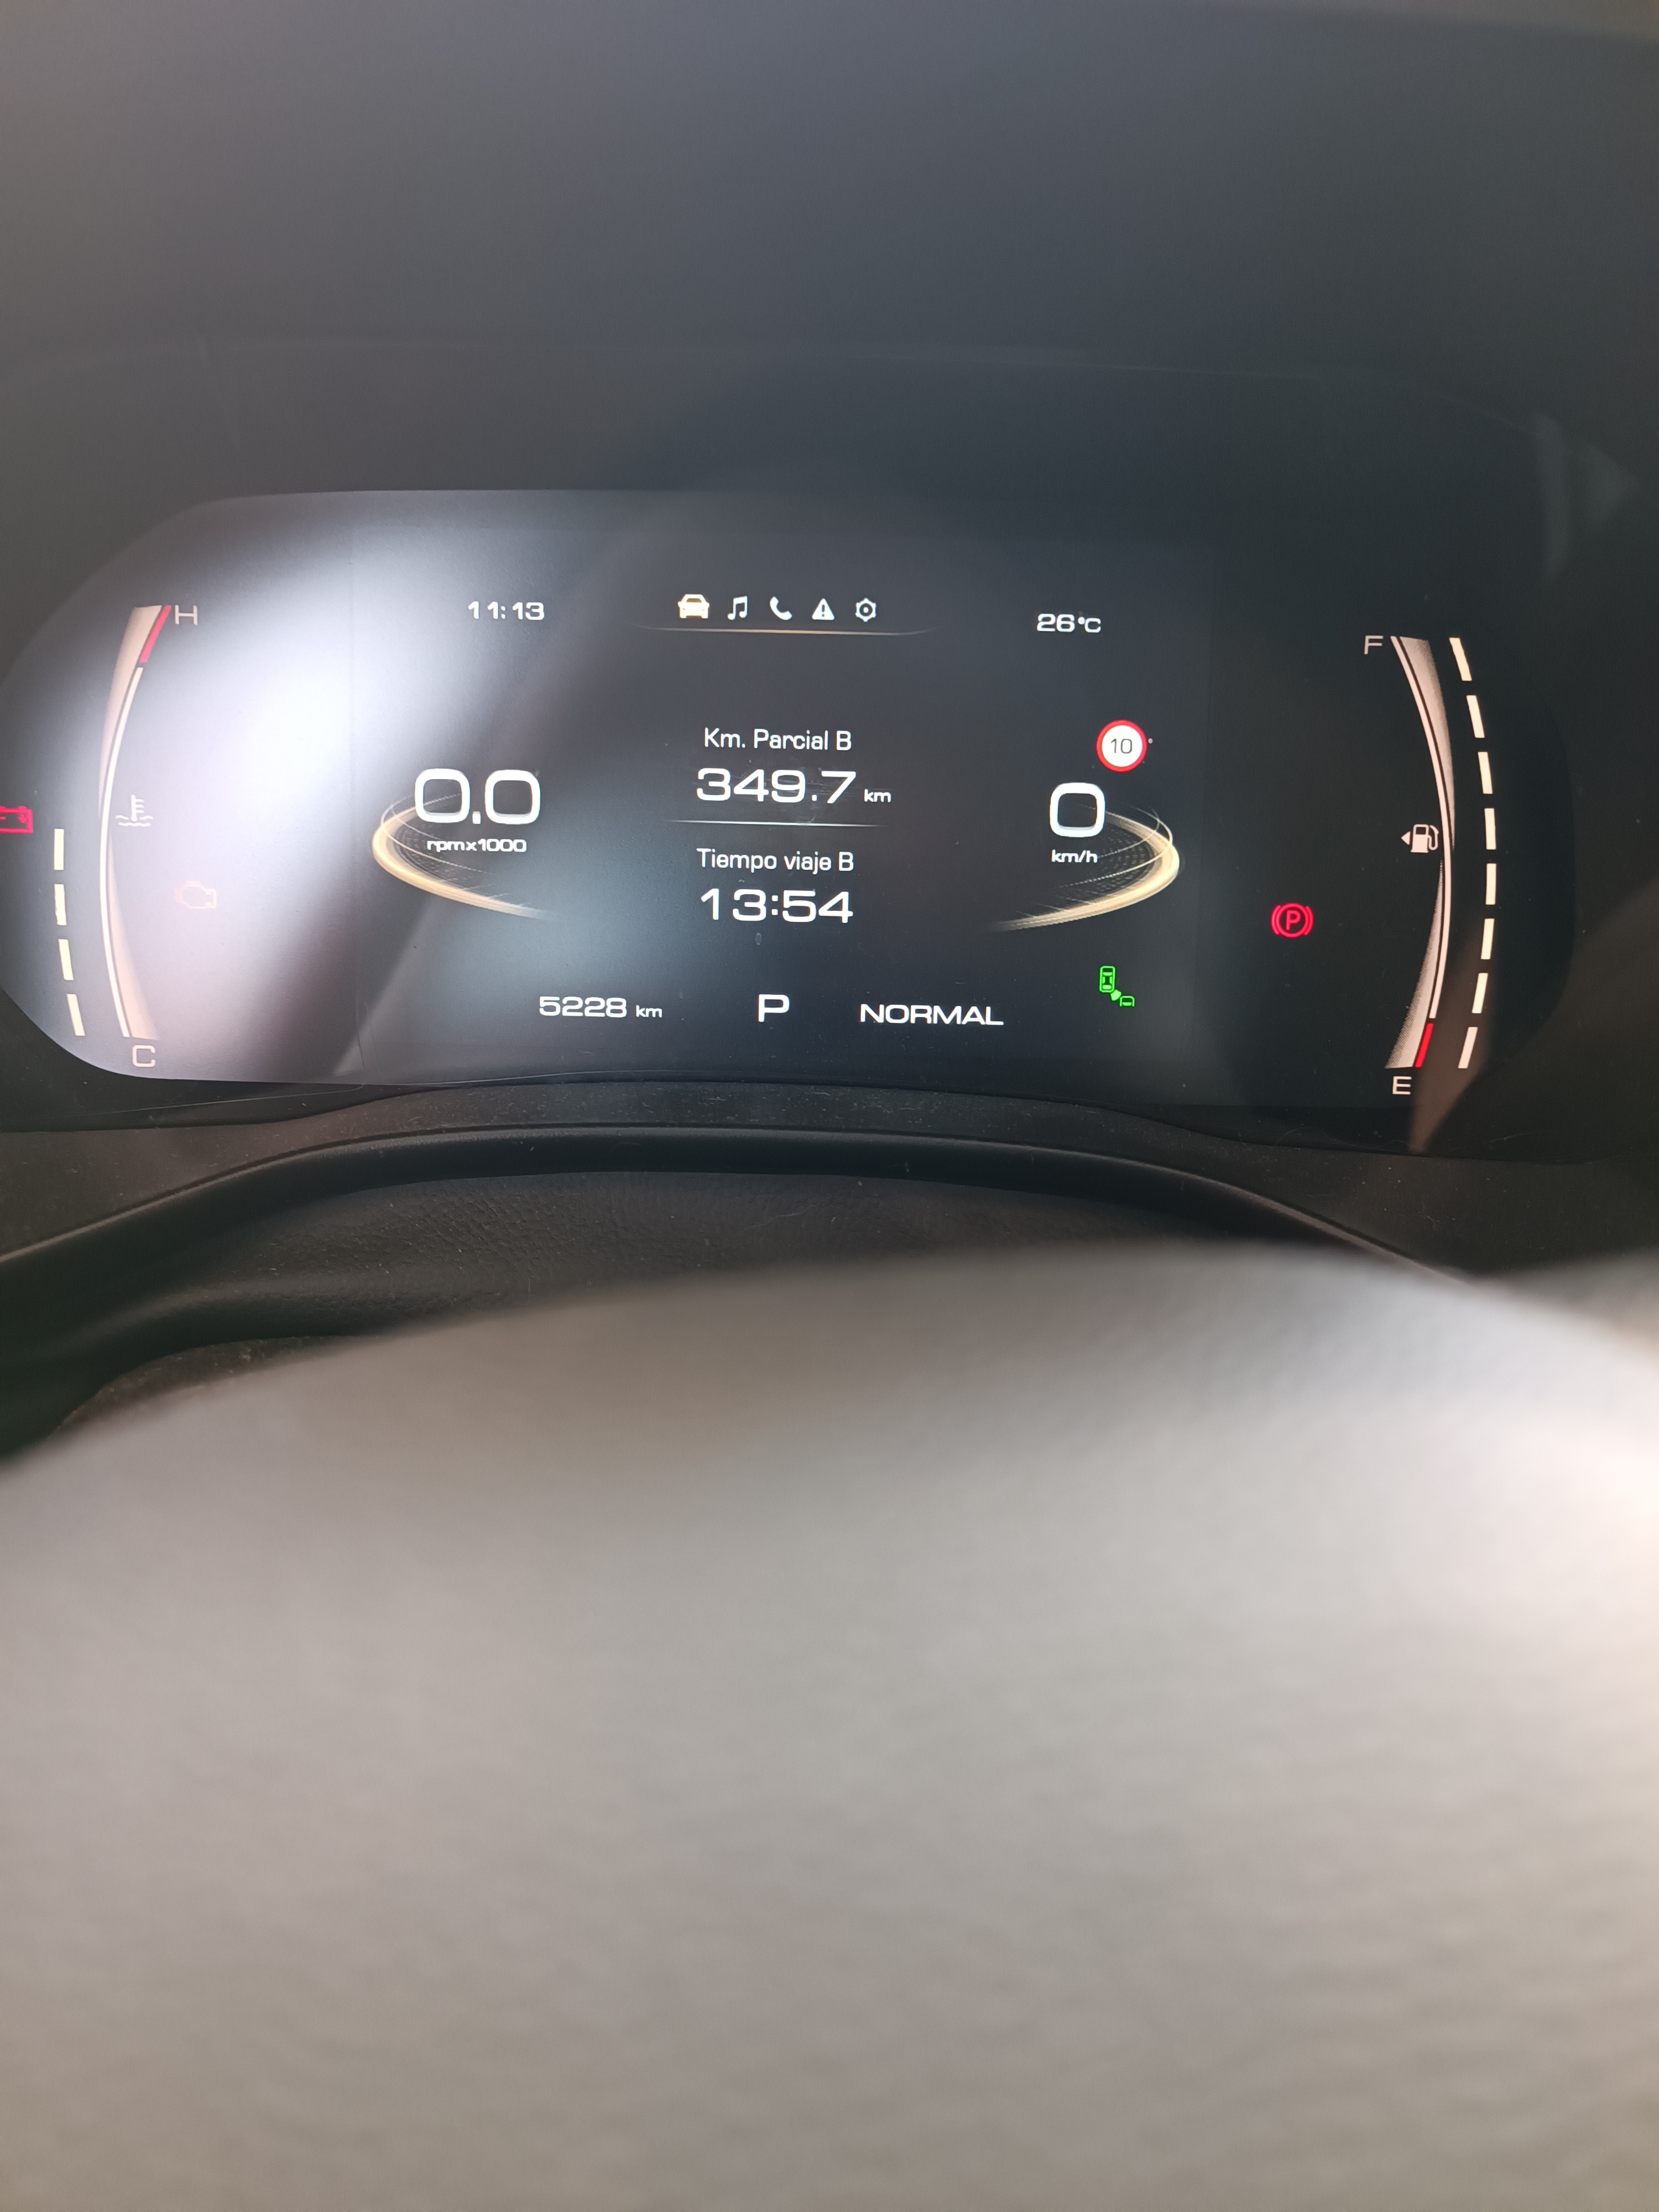 H
11:13
26°C
F
Km. Parcial B
10
349.7 km
0.0
0
rpmx1000
km/h
Tiempo viaje B
13:54
P
5228 km
P
NORMAL
C
E